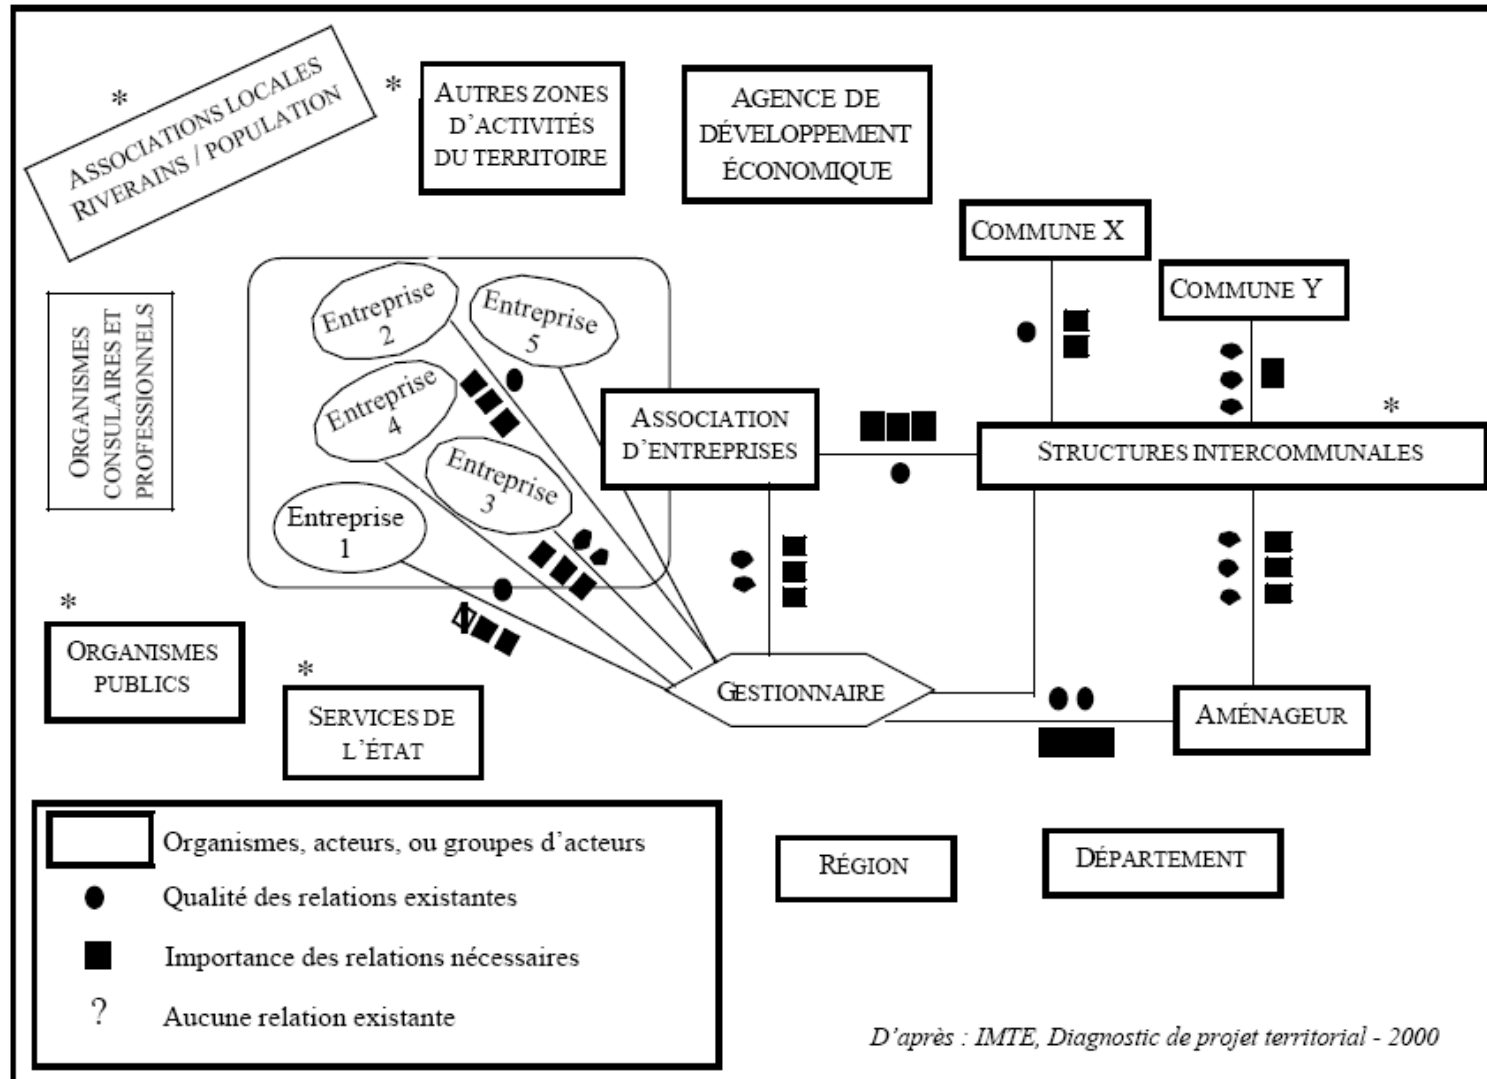 *
ASSOCIATIONS LOCALES
RIVERAINS / POPULATION
*
AUTRES ZONES
D'ACTIVITÉS
DU TERRITOIRE
AGENCE DE
DÉVELOPPEMENT
ÉCONOMIQUE
COMMUNE X
COMMUNE Y
ORGANISMES
CONSULAIRES ET
PROFESSIONNELS
Entreprise
2
Entreprise
5
Entreprise
4
Entreprise
3
Entreprise
1
ASSOCIATION
D'ENTREPRISES
*
STRUCTURES INTERCOMMUNALES
*
ORGANISMES
PUBLICS
*
SERVICES DE
L'ÉTAT
GESTIONNAIRE
AMÉNAGEUR
RÉGION
DÉPARTEMENT
Organismes, acteurs, ou groupes d'acteurs
Qualité des relations existantes
Importance des relations nécessaires
? Aucune relation existante
D'après : IMTE, Diagnostic de projet territorial - 2000